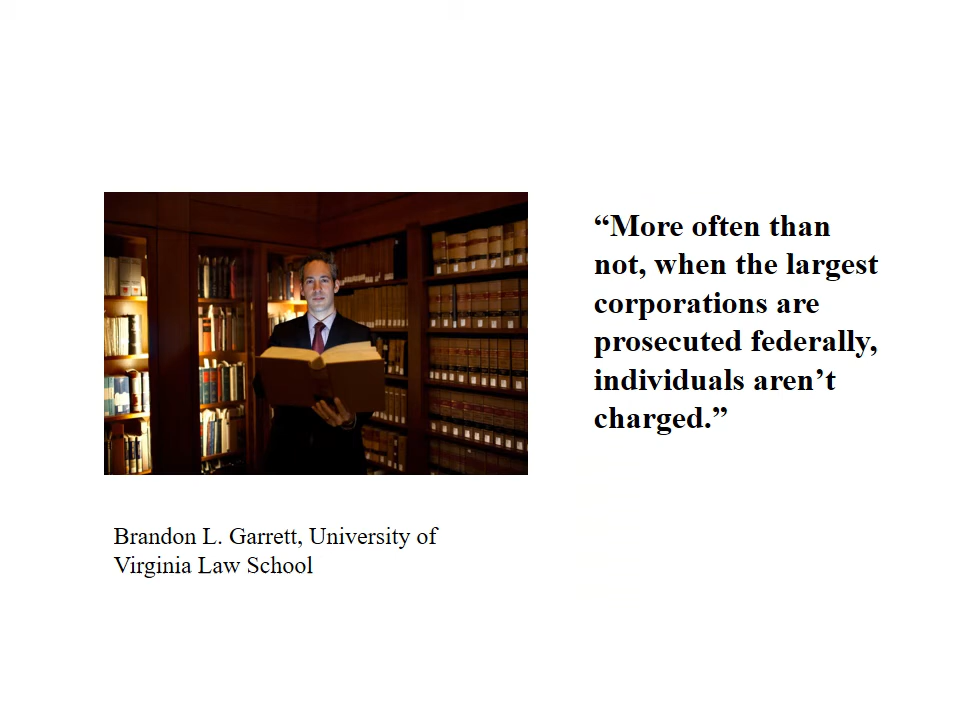 “More often than
not, when the largest
corporations are
prosecuted federally,
individuals aren’t
charged.”
Brandon L. Garrett, University of
Virginia Law School